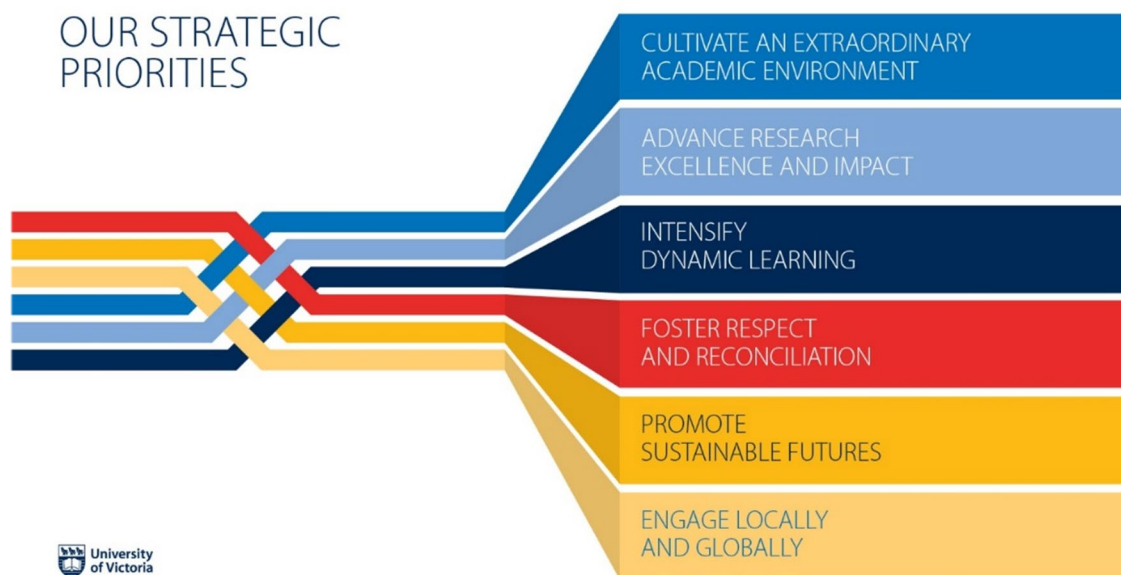 OUR STRATEGIC
PRIORITIES
CULTIVATE AN EXTRAORDINARY
ACADEMIC ENVIRONMENT
ADVANCE RESEARCH
EXCELLENCE AND IMPACT
INTENSIFY
DYNAMIC LEARNING
FOSTER RESPECT
AND RECONCILIATION
PROMOTE
SUSTAINABLE FUTURES
ENGAGE LOCALLY
AND GLOBALLY
University
of Victoria